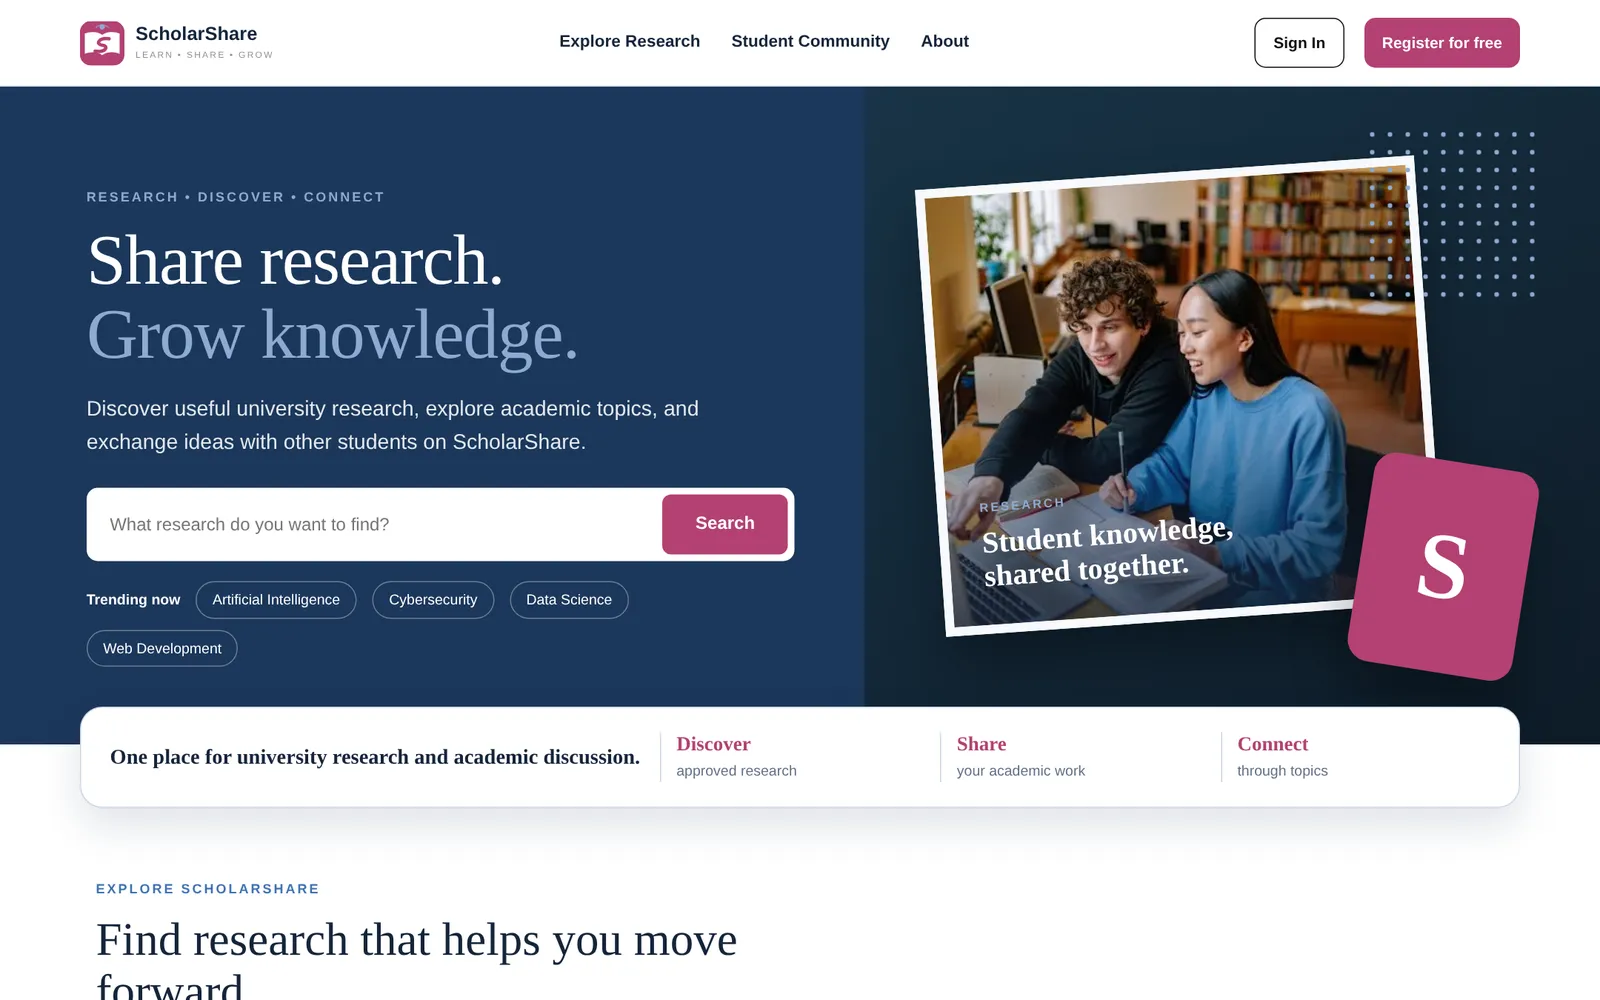 ScholarShare
LEARN • SHARE • GROW
Explore Research
Student Community
About
Sign In
Register for free
RESEARCH • DISCOVER • CONNECT
Share research.
Grow knowledge.
Discover useful university research, explore academic topics, and
exchange ideas with other students on ScholarShare.
What research do you want to find?
Search
Trending now
Artificial Intelligence
Cybersecurity
Data Science
Web Development
RESEARCH
Student knowledge,
shared together.
S
One place for university research and academic discussion.
Discover
approved research
Share
your academic work
Connect
through topics
EXPLORE SCHOLARSHARE
Find research that helps you move
forward